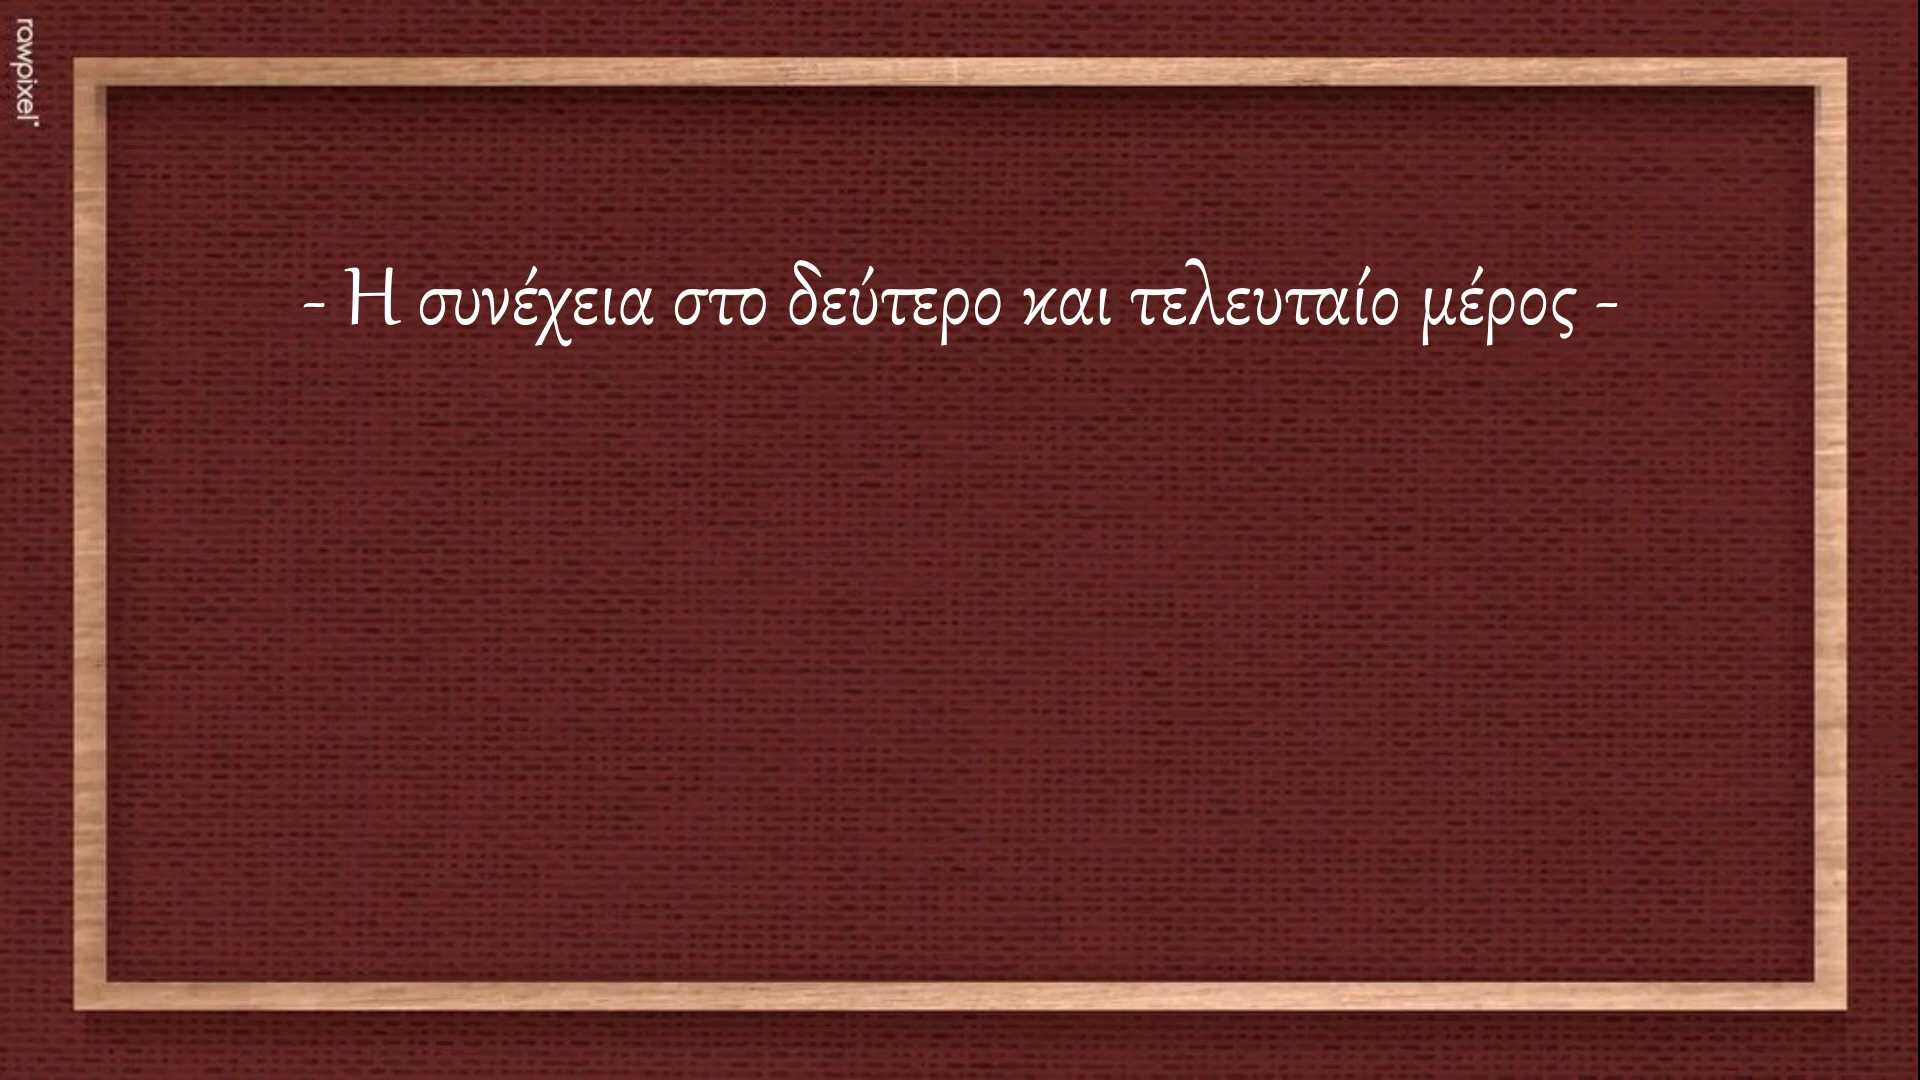 rawpixel
- Η συνέχεια στο δεύτερο και τελευταίο μέρος -